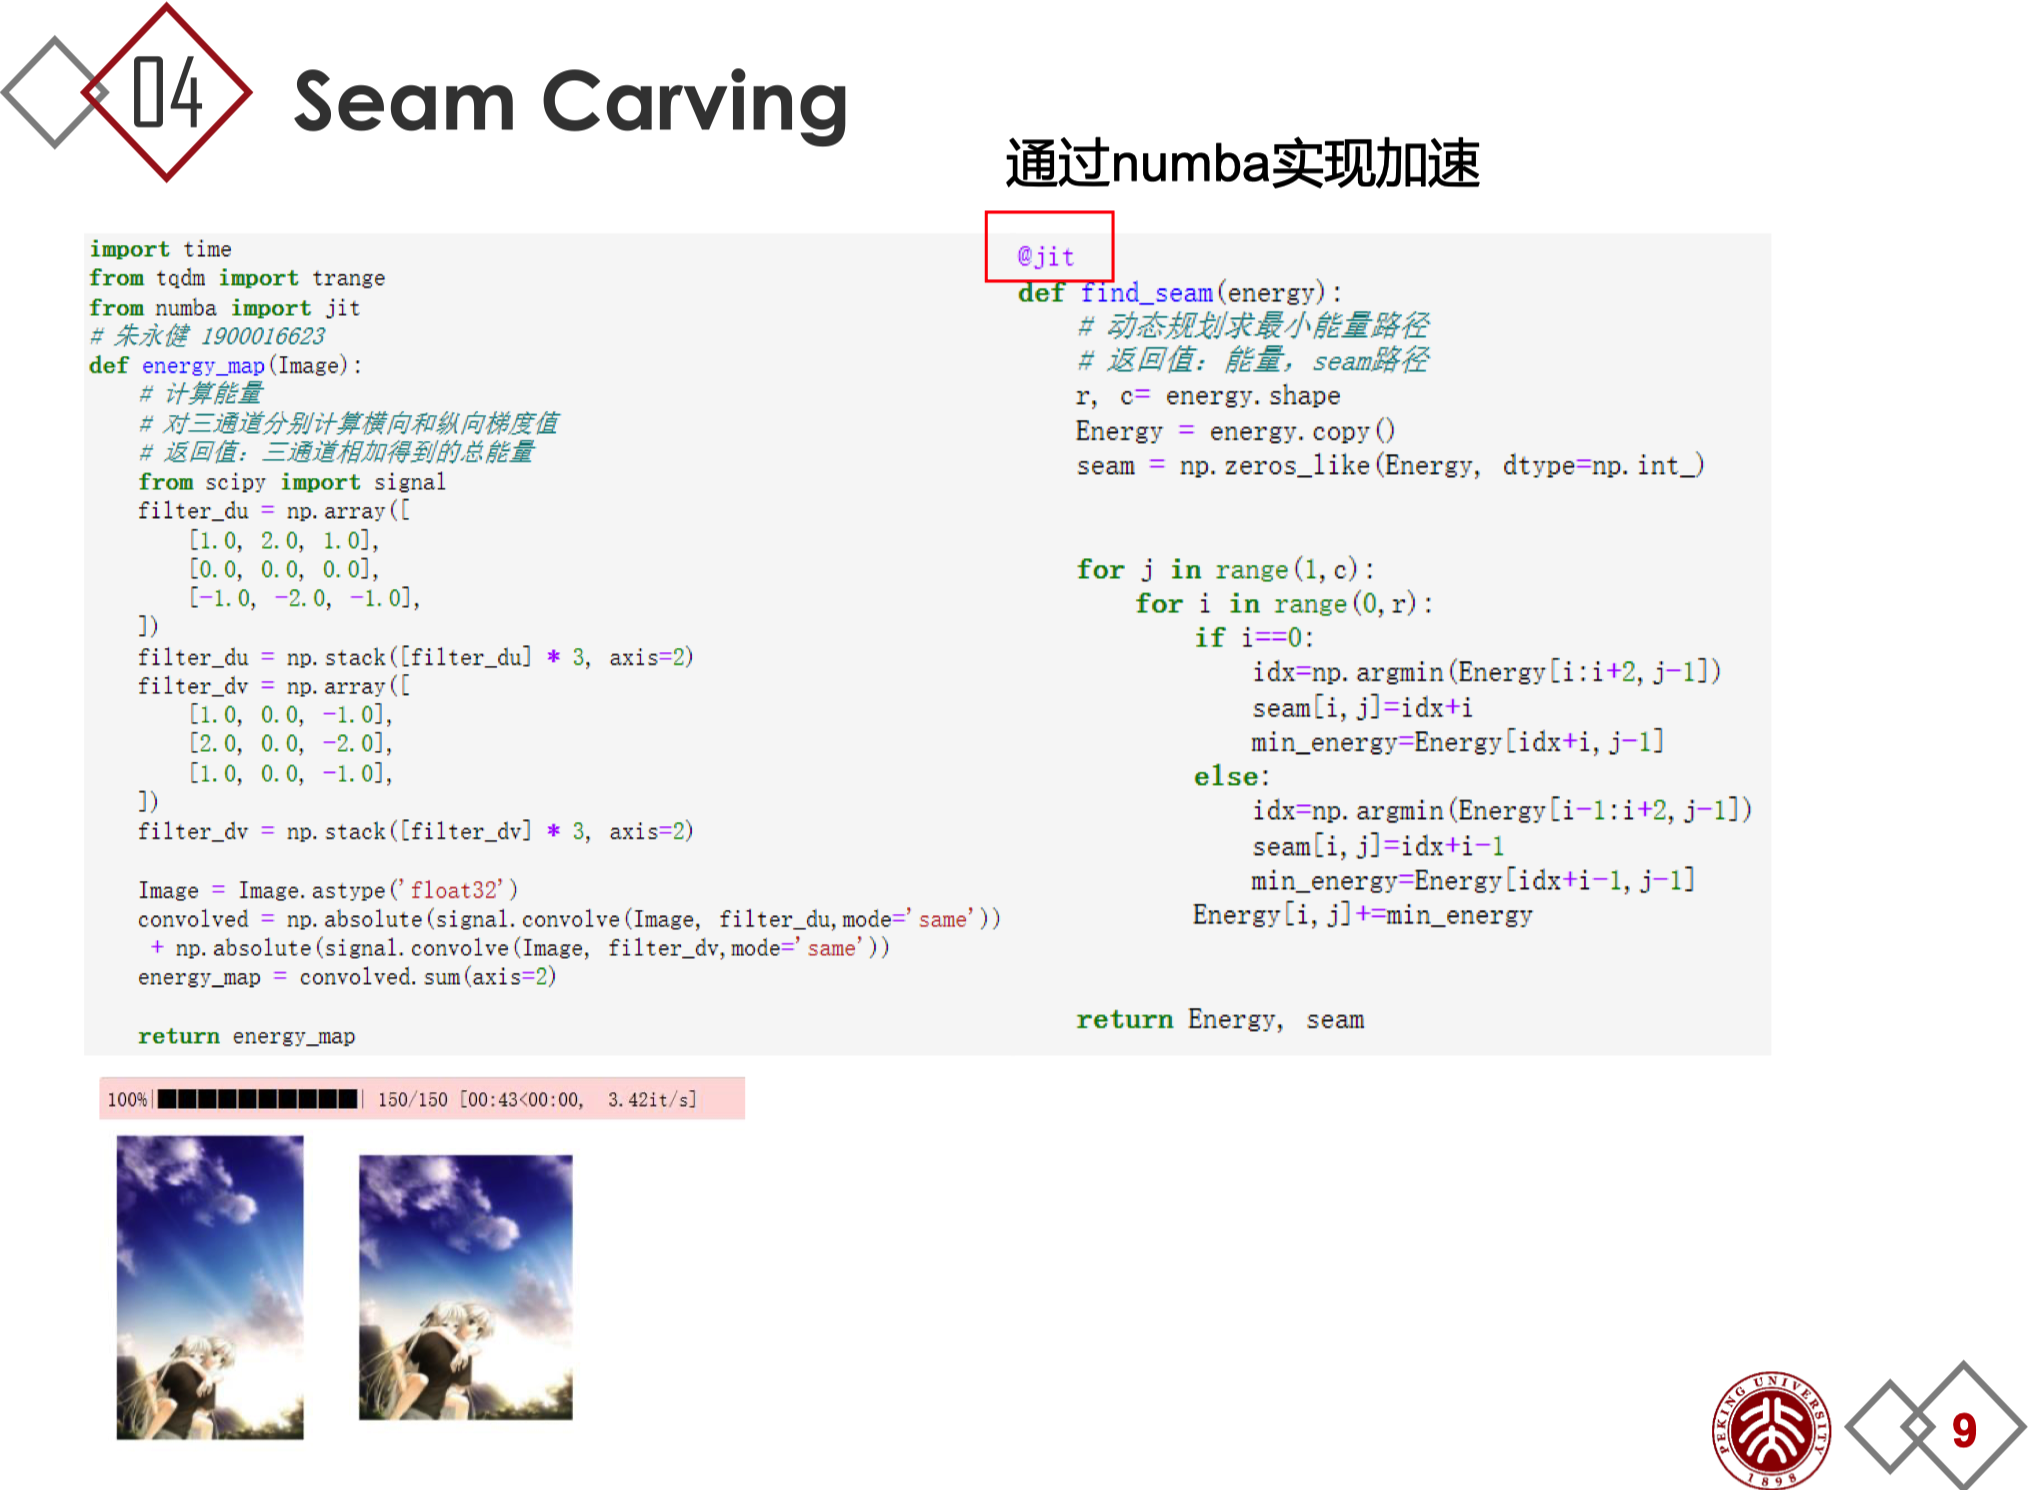 04
Seam Carving
通过numba实现加速
import time
from tqdm import trange
from numba import jit
# 朱永健 1900016623
def energy_map(Image):
    # 计算能量
    # 对三通道分别计算横向和纵向梯度值
    # 返回值：三通道相加得到的总能量
    from scipy import signal
    filter_du = np.array([
        [1.0, 2.0, 1.0],
        [0.0, 0.0, 0.0],
        [-1.0, -2.0, -1.0],
    ])
    filter_du = np.stack([filter_du] * 3, axis=2)
    filter_dv = np.array([
        [1.0, 0.0, -1.0],
        [2.0, 0.0, -2.0],
        [1.0, 0.0, -1.0],
    ])
    filter_dv = np.stack([filter_dv] * 3, axis=2)
    Image = Image.astype('float32')
    convolved = np.absolute(signal.convolve(Image, filter_du,mode='same'))
     + np.absolute(signal.convolve(Image, filter_dv,mode='same'))
    energy_map = convolved.sum(axis=2)
    return energy_map
@jit
def find_seam(energy):
    # 动态规划求最小能量路径
    # 返回值：能量，seam路径
    r, c= energy.shape
    Energy = energy.copy()
    seam = np.zeros_like(Energy, dtype=np.int_)
    for j in range(1,c):
        for i in range(0,r):
            if i==0:
                idx=np.argmin(Energy[i:i+2,j-1])
                seam[i,j]=idx+i
                min_energy=Energy[idx+i,j-1]
            else:
                idx=np.argmin(Energy[i-1:i+2,j-1])
                seam[i,j]=idx+i-1
                min_energy=Energy[idx+i-1,j-1]
            Energy[i,j]+=min_energy
    return Energy, seam
100%| | 150/150 [00:43<00:00, 3.42it/s]
PEKING UNIVERSITY
1898
9